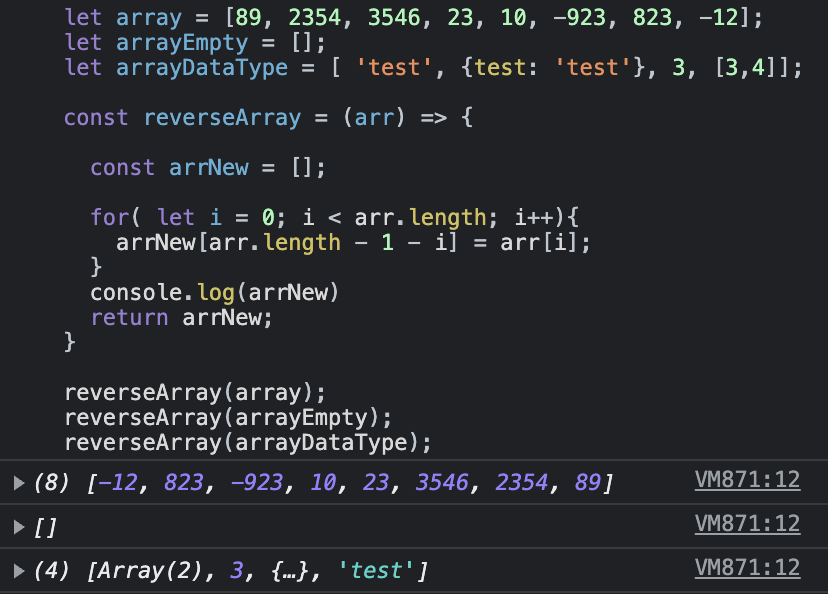 let array = [89, 2354, 3546, 23, 10, -923, 823, -12];
let arrayEmpty = [];
let arrayDataType = [ 'test', {test: 'test'}, 3, [3,4]];
const reverseArray = (arr) => {
const arrNew = [];
for( let i = 0; i < arr.length; i++){
arrNew[arr.length - 1 - i] = arr[i];
}
console.log(arrNew)
return arrNew;
}
reverseArray(array);
reverseArray(arrayEmpty);
reverseArray(arrayDataType);
(8) [-12, 823, -923, 10, 23, 3546, 2354, 89] VM871:12
[] VM871:12
(4) [Array(2), 3, {…}, 'test'] VM871:12